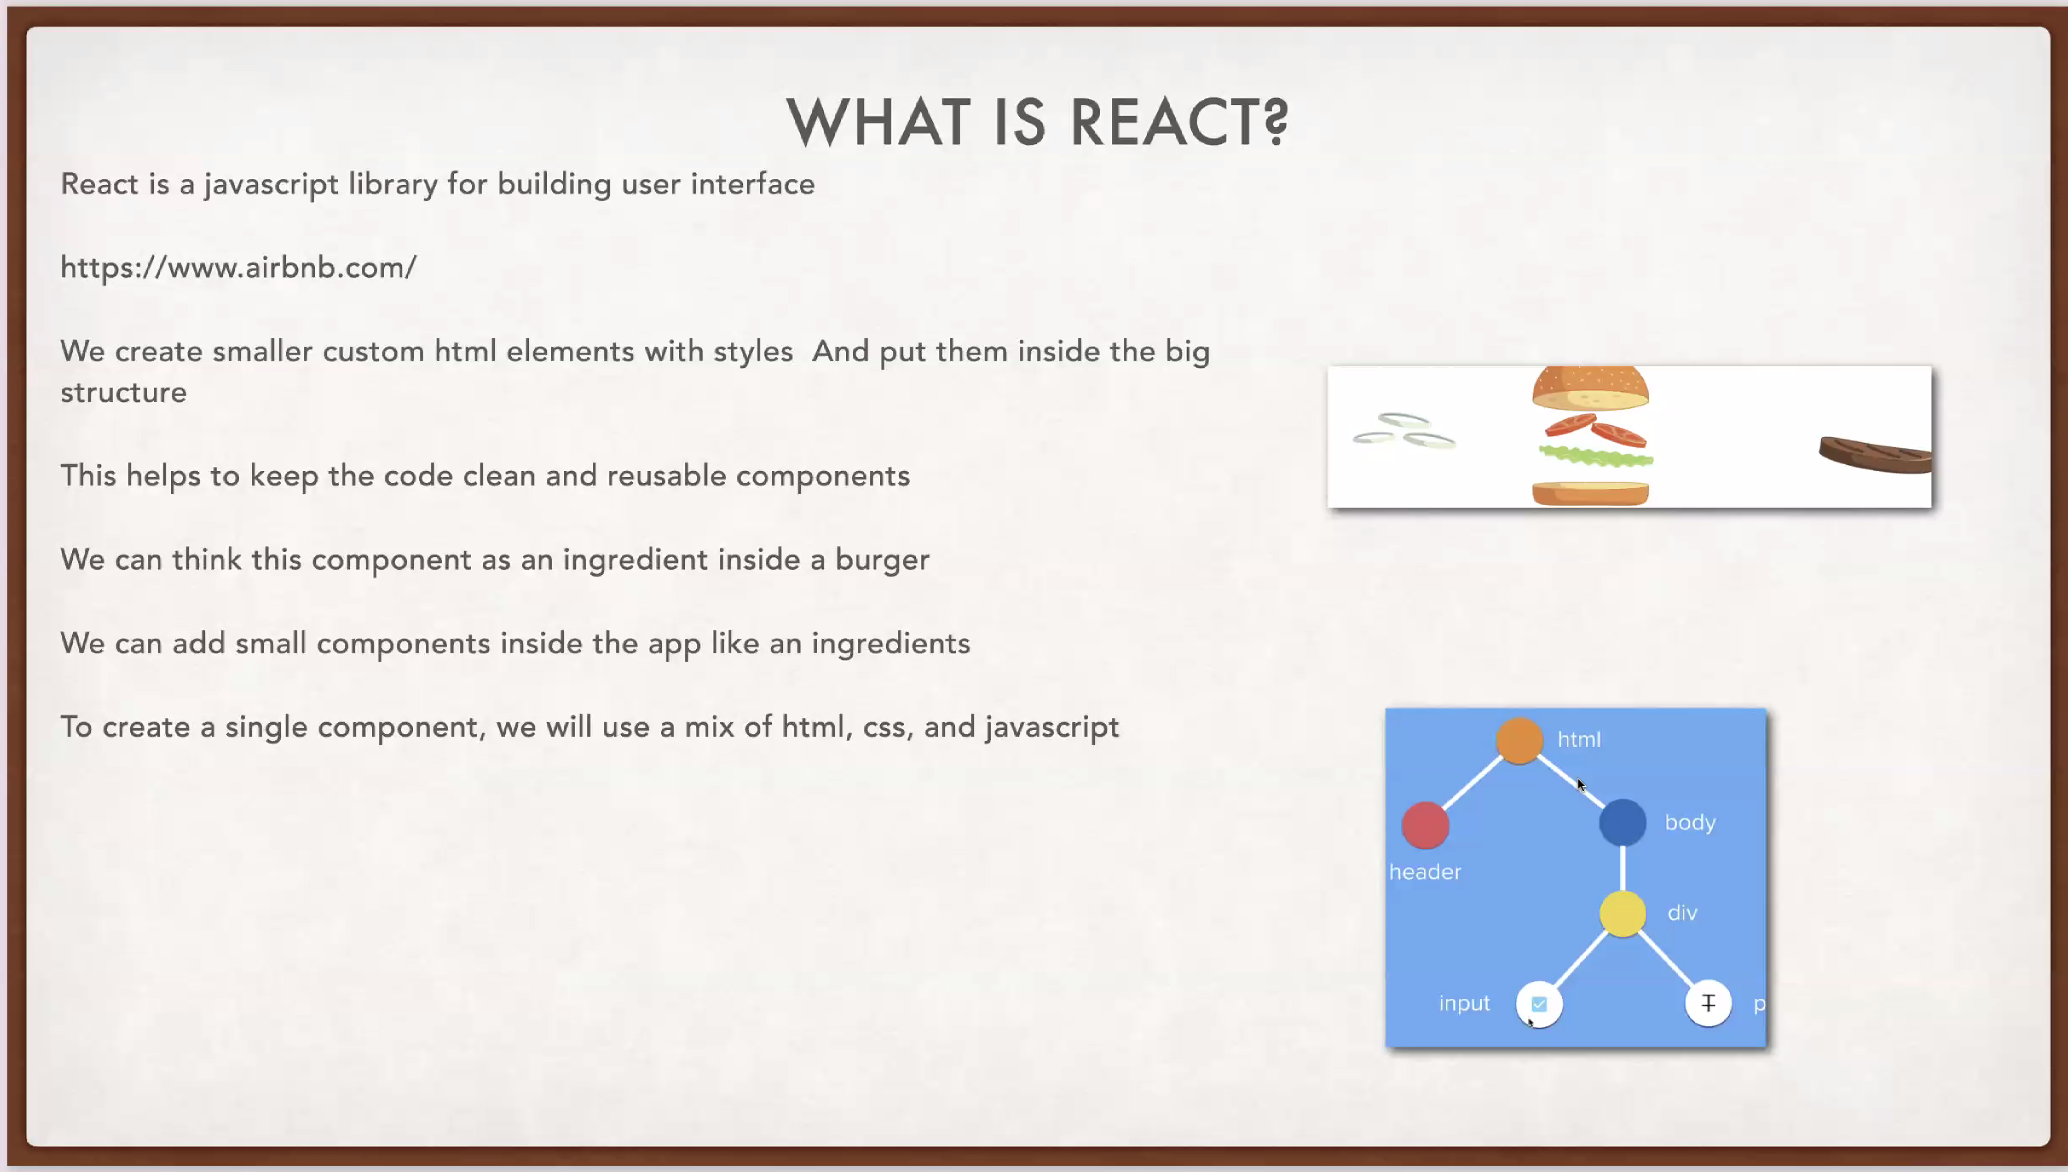 WHAT IS REACT?
React is a javascript library for building user interface
https://www.airbnb.com/
We create smaller custom html elements with styles  And put them inside the big
structure
This helps to keep the code clean and reusable components
We can think this component as an ingredient inside a burger
We can add small components inside the app like an ingredients
To create a single component, we will use a mix of html, css, and javascript
html
body
header
div
input
p